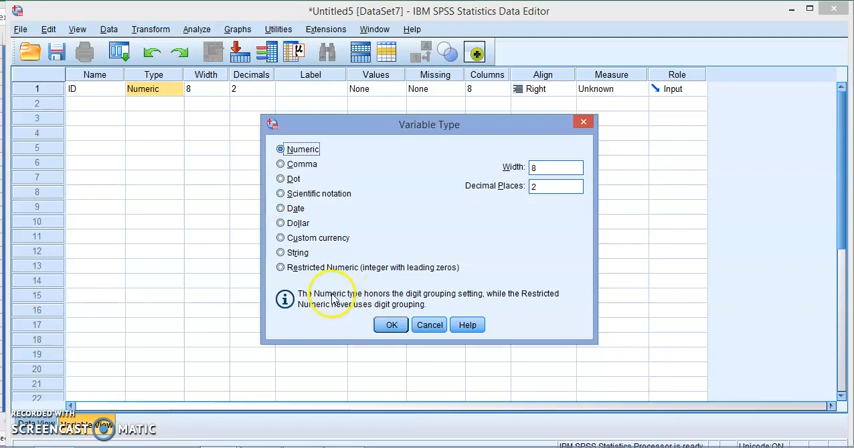 *Untitled5 [DataSet7] - IBM SPSS Statistics Data Editor
File Edit View Data Transform Analyze Graphs Utilities Extensions Window Help
Name Type Width Decimals Label Values Missing Columns Align Measure Role
1 ID Numeric 8 2 None None 8 Right Unknown Input
2
3
4
5
6
7
8
9
10
11
12
13
14
15
16
17
18
19
20
21
22
Variable Type
Numeric
Comma
Dot
Scientific notation
Date
Dollar
Custom currency
String
Restricted Numeric (integer with leading zeros)
Width: 8
Decimal Places: 2
The Numeric type honors the digit grouping setting, while the Restricted
Numeric never uses digit grouping.
OK Cancel Help
Data View Variable View
RECORDED WITH
SCREENCAST MATIC
IBM SPSS Statistics Processor is ready Unicode:ON